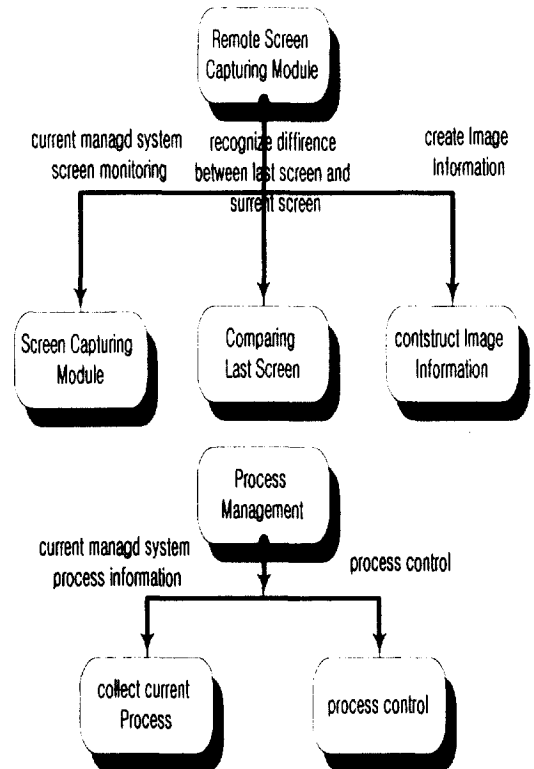 Remote Screen
Capturing Module
current managd system
screen monitoring
recognize diffirence
between last screen and
surrent screen
create Image
Information
Screen Capturing
Module
Comparing
Last Screen
contstruct Image
Information
Process
Management
current managd system
process information
process control
collect current
Process
process control